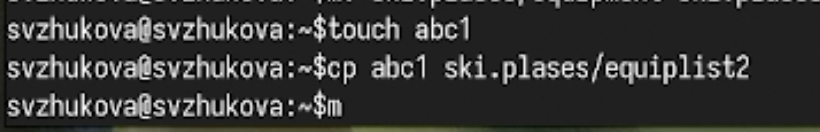 svzhukova@svzhukova:~$touch abc1
svzhukova@svzhukova:~$cp abc1 ski.plases/equiplist2
svzhukova@svzhukova:~$m